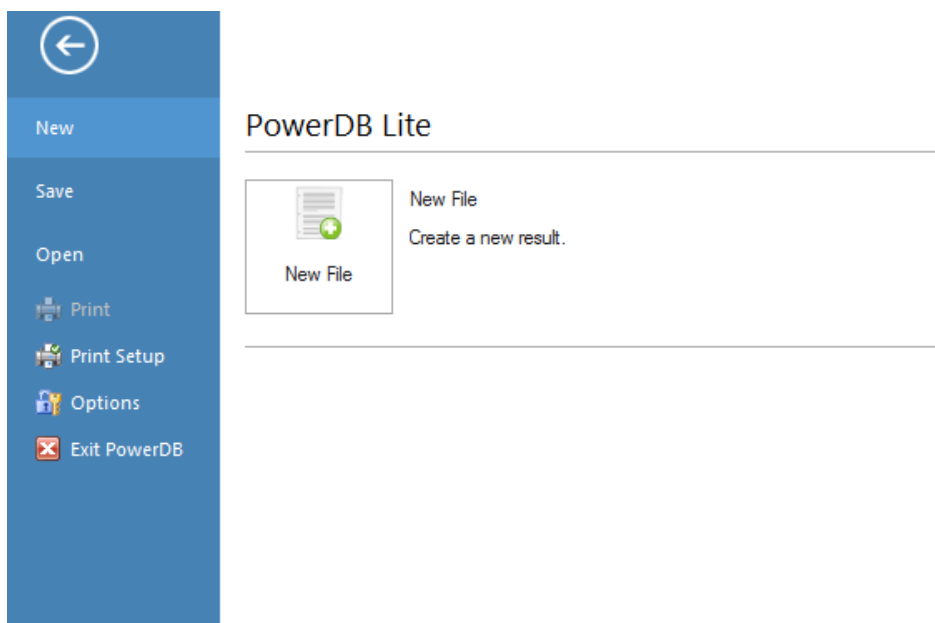 New
Save
Open
Print
Print Setup
Options
Exit PowerDB
PowerDB Lite
New File
New File
Create a new result.